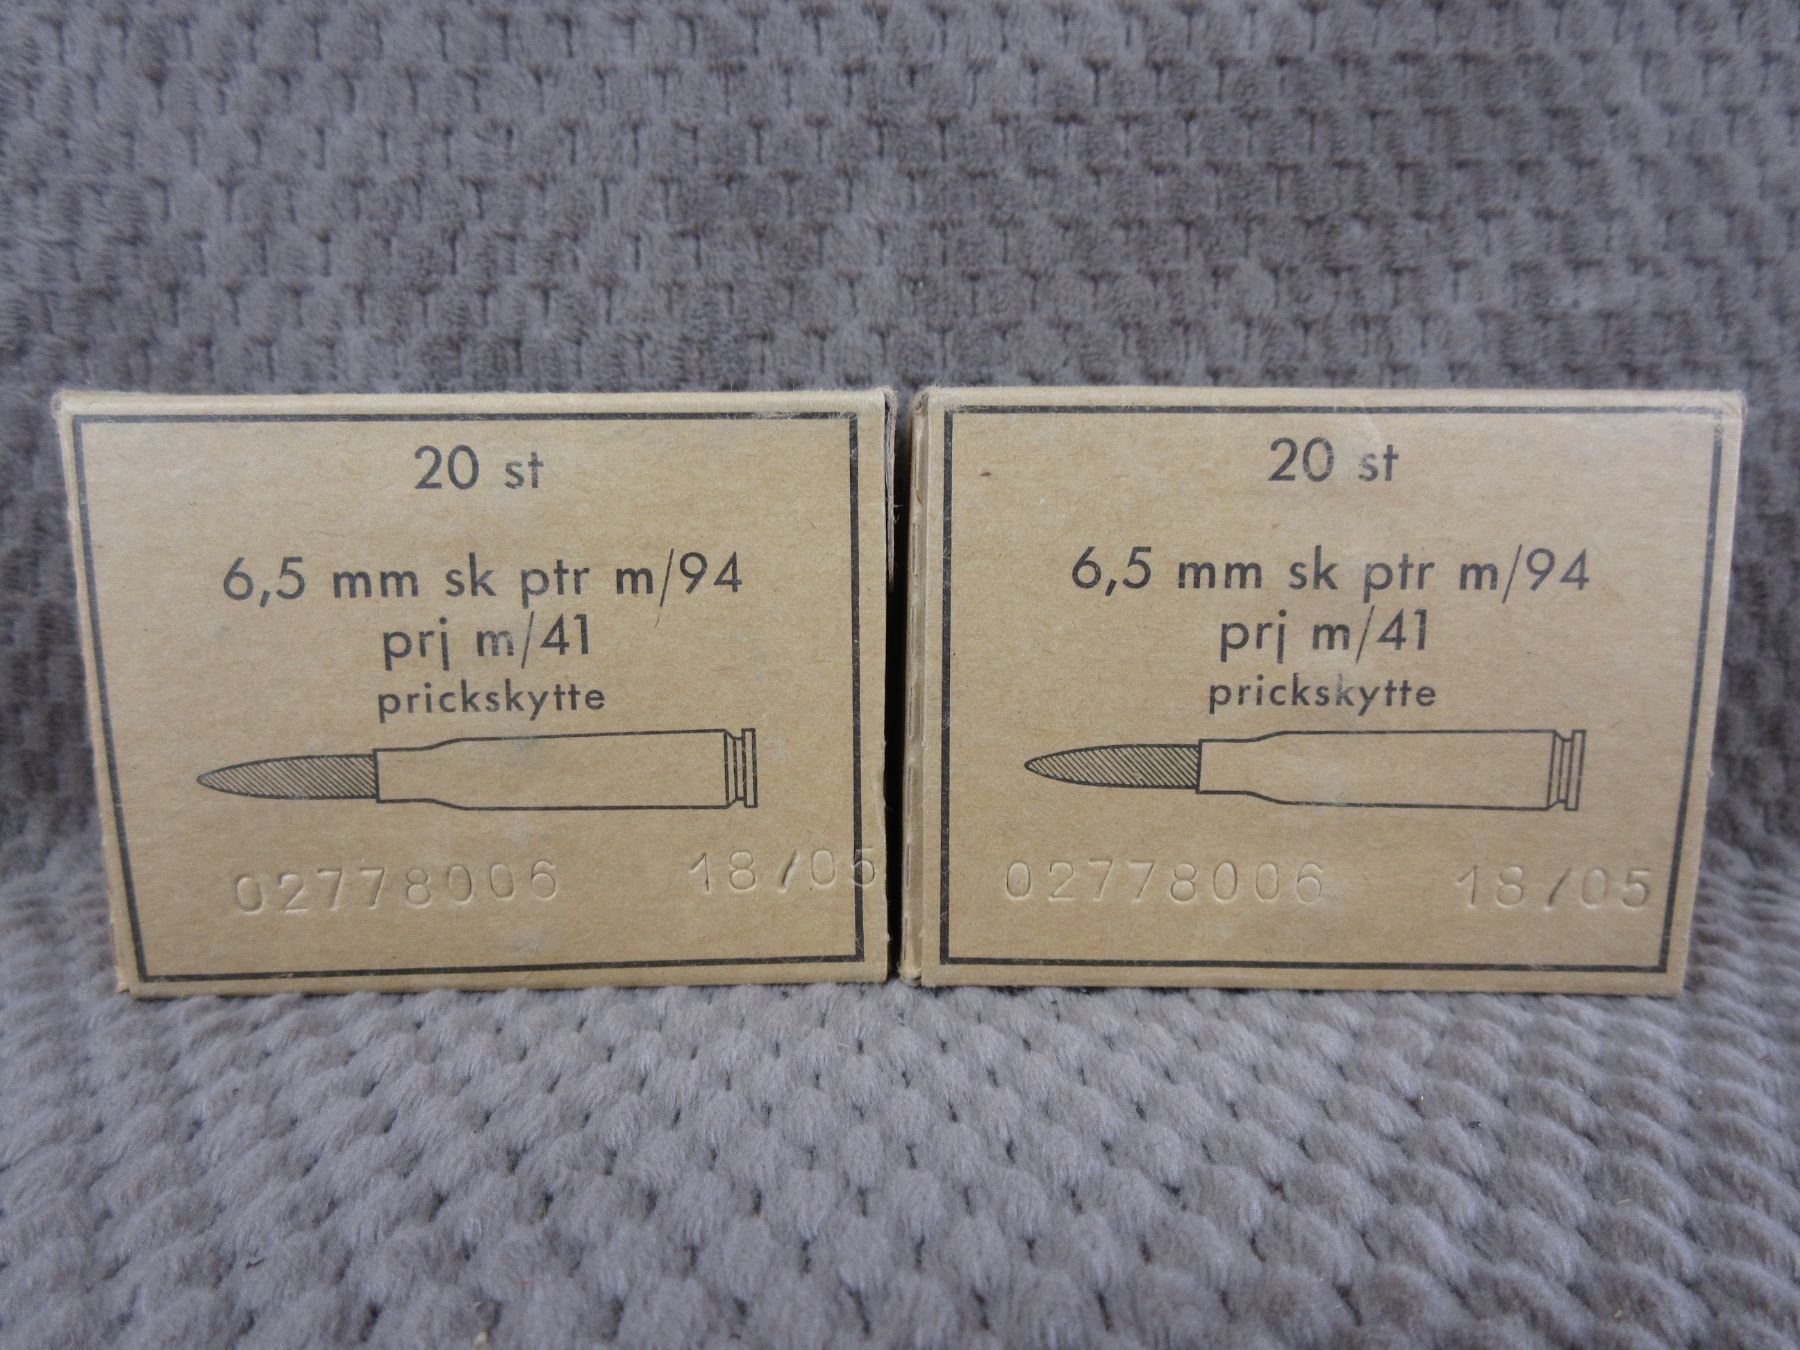 20 st
6,5 mm sk ptr m/94
prj m/41
prickskytte
02778006 18/05
20 st
6,5 mm sk ptr m/94
prj m/41
prickskytte
02778006 18/05